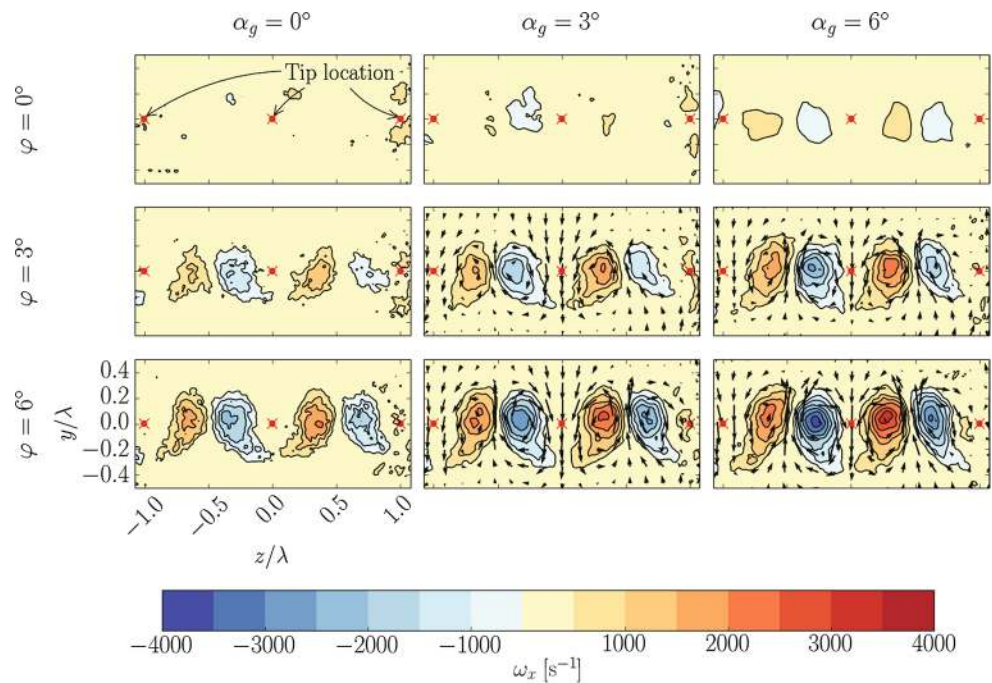 α_g = 0° α_g = 3° α_g = 6°
Tip location
φ = 0°
φ = 3°
φ = 6°
0.4
0.2
0.0
−0.2
−0.4
y/λ
−1.0 −0.5 0.0 0.5 1.0
z/λ
−4000 −3000 −2000 −1000 1000 2000 3000 4000
ω_x [s⁻¹]